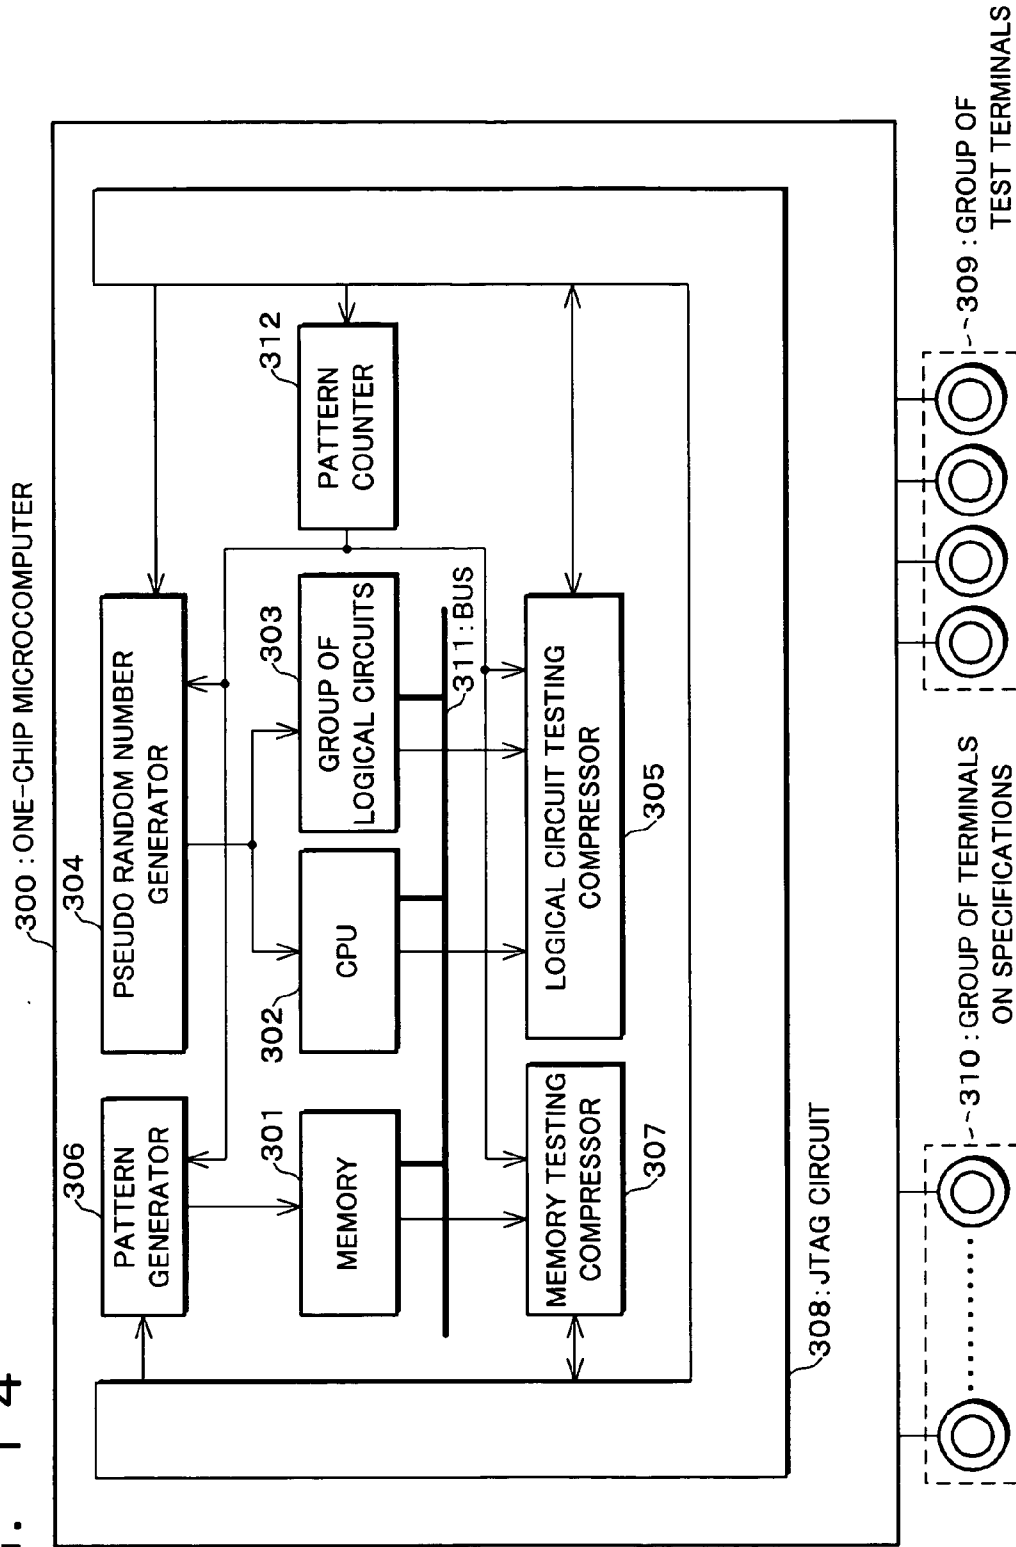 300 : ONE-CHIP MICROCOMPUTER
306
PATTERN
GENERATOR
304
PSEUDO RANDOM NUMBER
GENERATOR
312
PATTERN
COUNTER
301
MEMORY
302
CPU
303
GROUP OF
LOGICAL CIRCUITS
311 : BUS
MEMORY TESTING
COMPRESSOR
307
LOGICAL CIRCUIT TESTING
COMPRESSOR
305
308 : JTAG CIRCUIT
310 : GROUP OF TERMINALS
ON SPECIFICATIONS
309 : GROUP OF
TEST TERMINALS